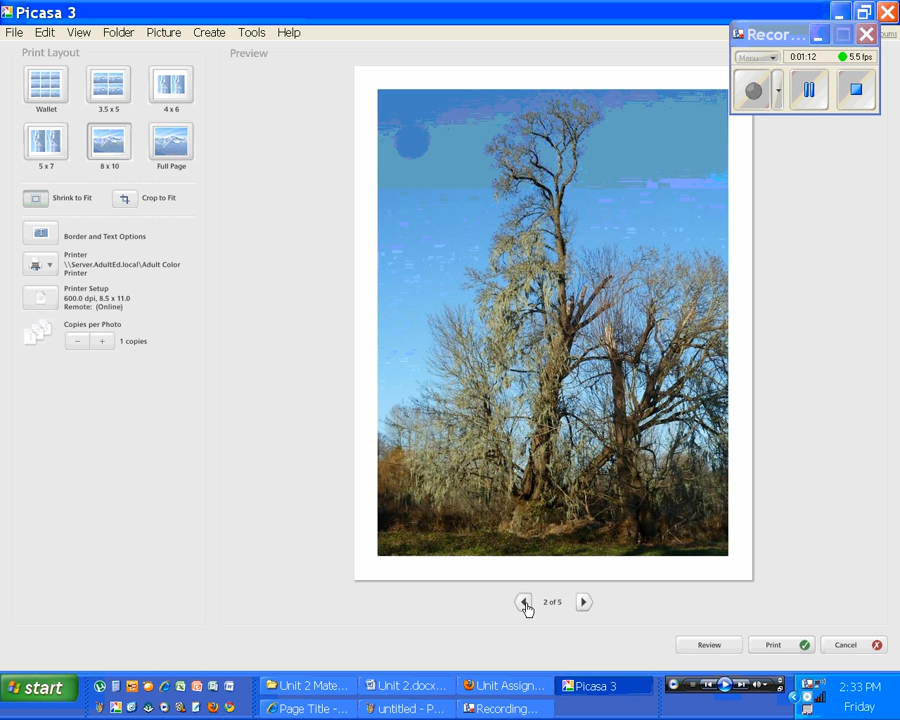 Picasa 3
File Edit View Folder Picture Create Tools Help
Recor...
Menu 0:01:12 5.5 fps
Print Layout
Preview
Wallet 3.5 x 5 4 x 6
5 x 7 8 x 10 Full Page
Shrink to Fit Crop to Fit
Border and Text Options
Printer
\\Server.AdultEd.local\Adult Color
Printer
Printer Setup
600.0 dpi, 8.5 x 11.0
Remote: (Online)
Copies per Photo
1 copies
2 of 5
Review Print Cancel
start
Unit 2 Mate... Unit 2.docx... Unit Assign... Picasa 3
Page Title -... untitled - P... Recording...
2:33 PM
Friday